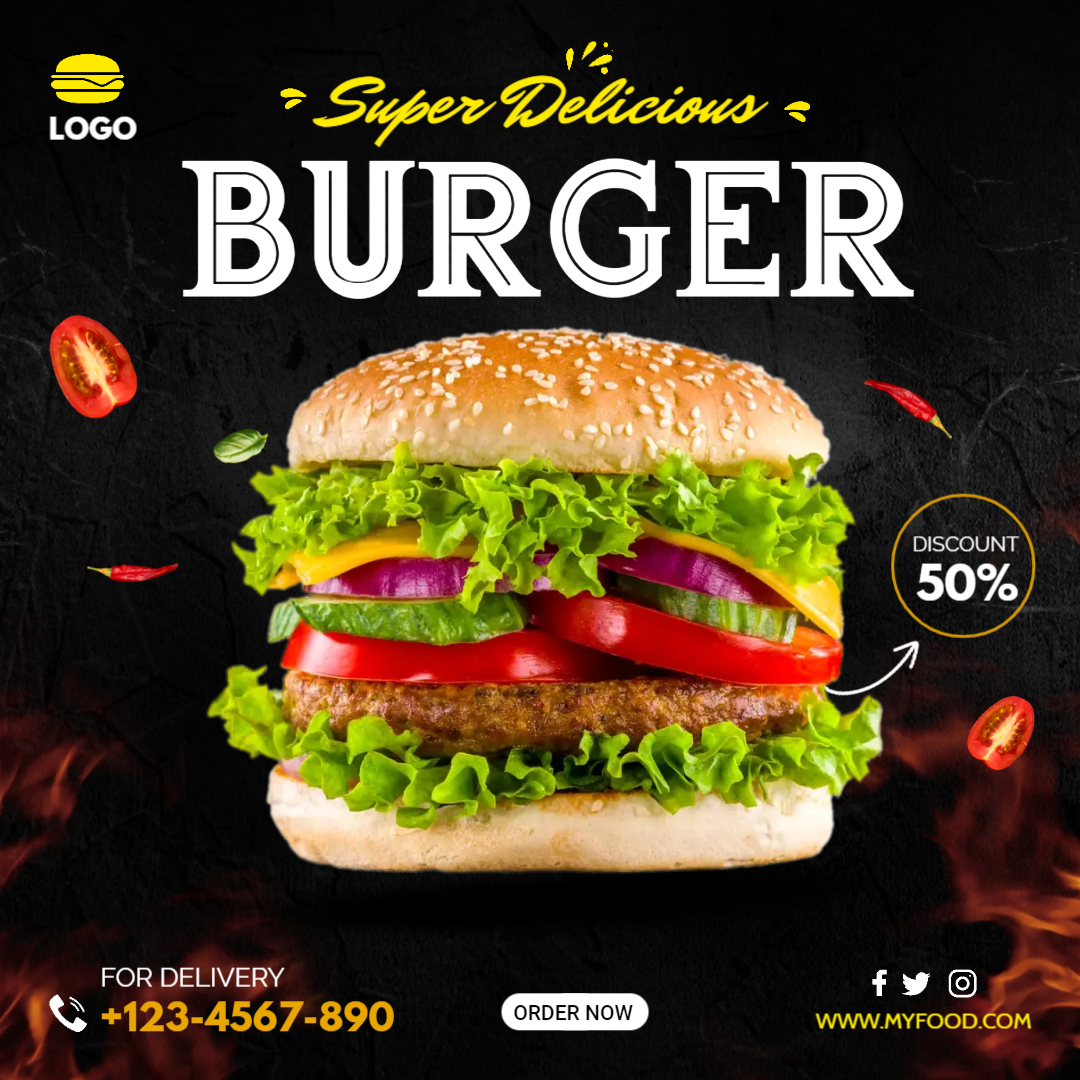 LOGO
Super Delicious
BURGER
DISCOUNT
50%
FOR DELIVERY
+123-4567-890
ORDER NOW
WWW.MYFOOD.COM